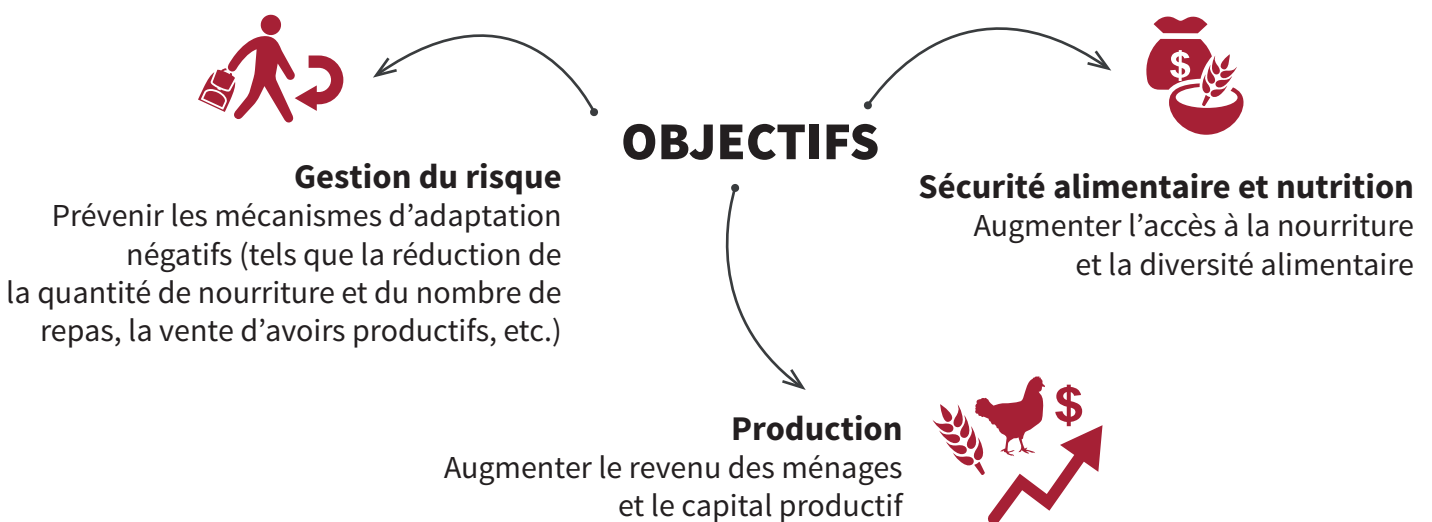 OBJECTIFS
Gestion du risque
Prévenir les mécanismes d’adaptation
négatifs (tels que la réduction de
la quantité de nourriture et du nombre de
repas, la vente d’avoirs productifs, etc.)
$
Sécurité alimentaire et nutrition
Augmenter l’accès à la nourriture
et la diversité alimentaire
$
Production
Augmenter le revenu des ménages
et le capital productif